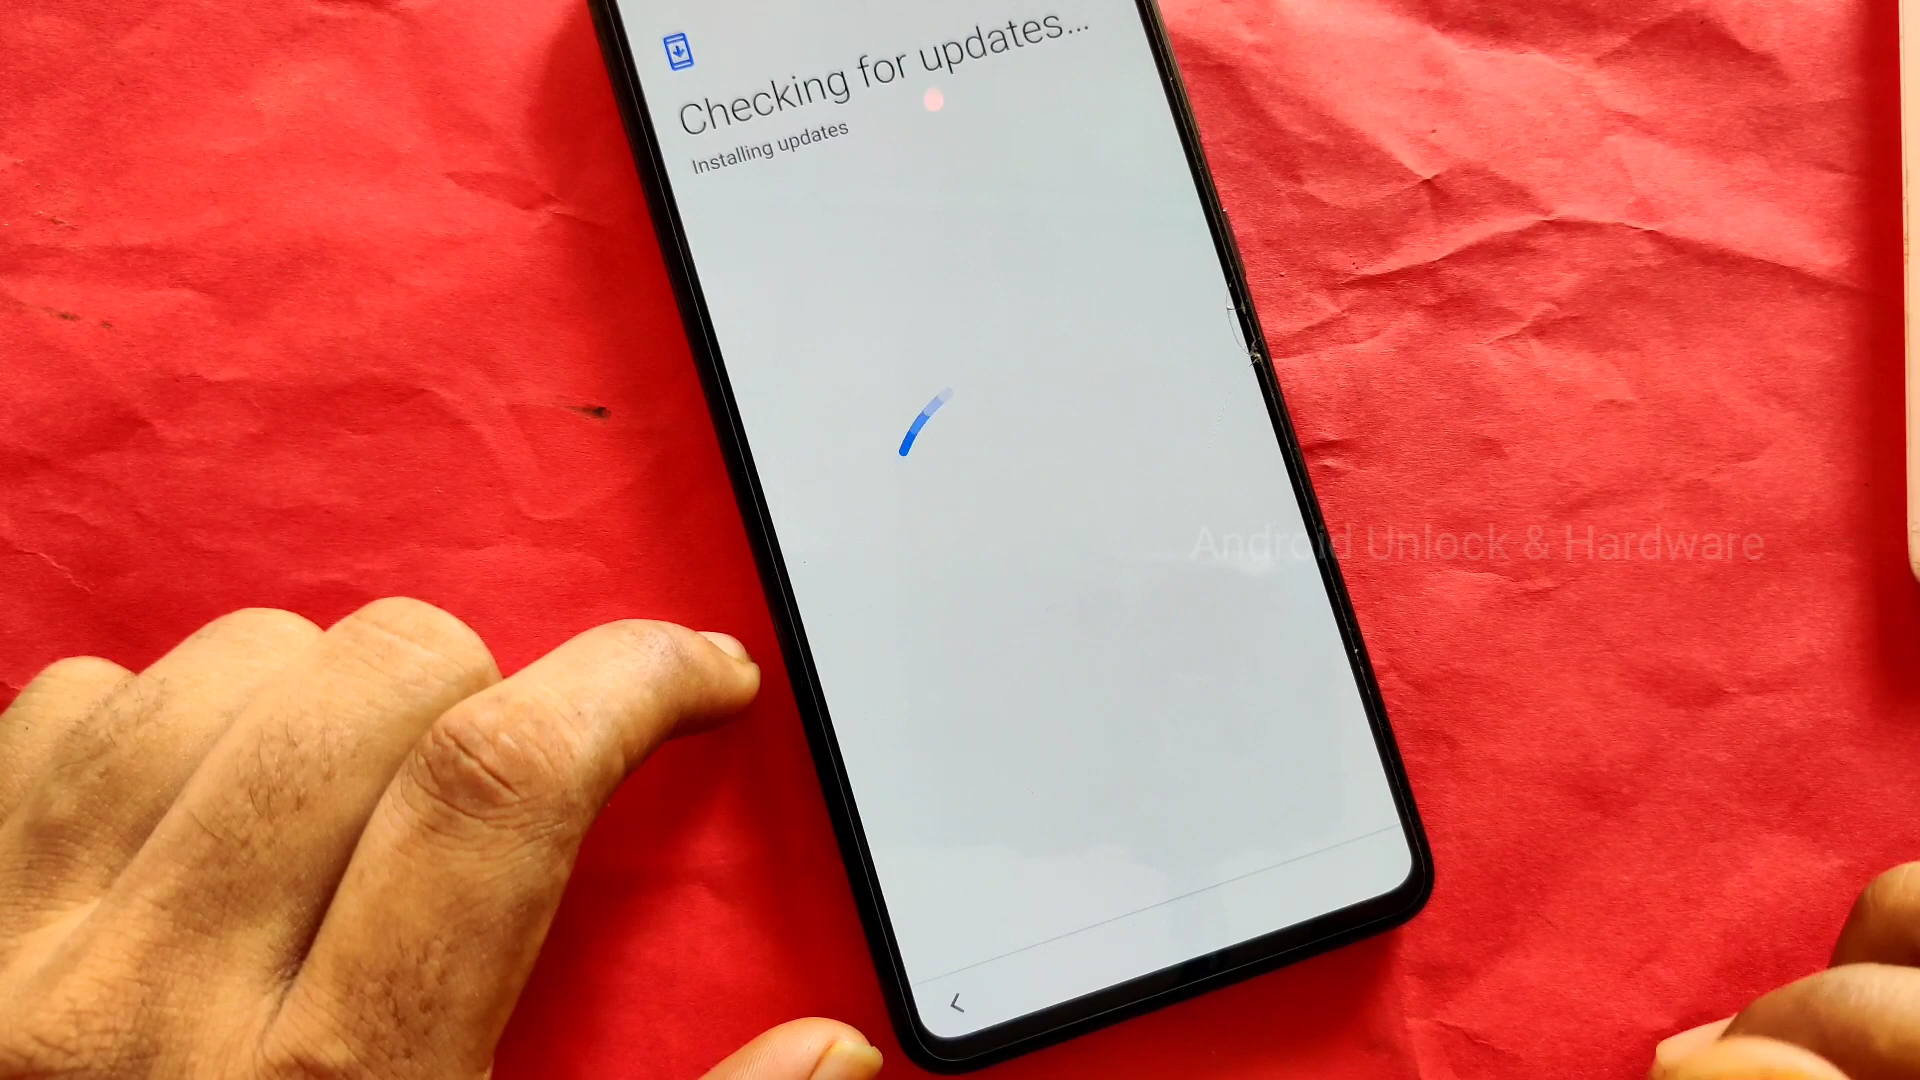 Checking for updates...
Installing updates
Android Unlock & Hardware